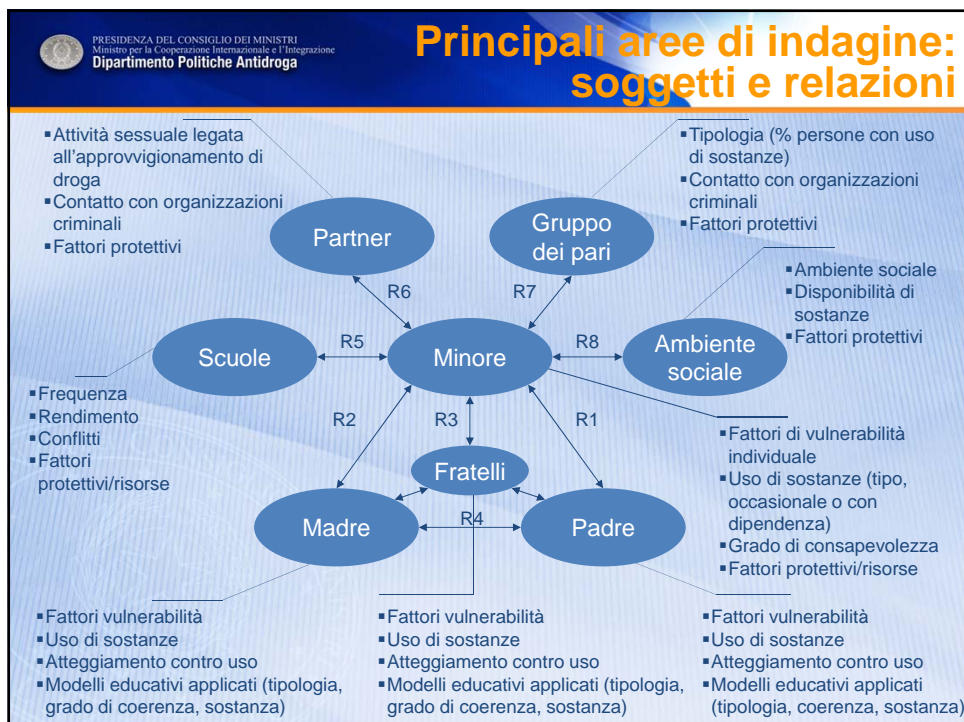 PRESIDENZA DEL CONSIGLIO DEI MINISTRI
Ministro per la Cooperazione Internazionale e l'Integrazione
Dipartimento Politiche Antidroga
Principali aree di indagine:
soggetti e relazioni
▪Attività sessuale legata
all'approvvigionamento di
droga
▪Contatto con organizzazioni
criminali
▪Fattori protettivi
▪Tipologia (% persone con uso
di sostanze)
▪Contatto con organizzazioni
criminali
▪Fattori protettivi
Partner
Gruppo
dei pari
▪Ambiente sociale
▪Disponibilità di
sostanze
▪Fattori protettivi
R6
R7
Scuole
R5
Minore
R8
Ambiente
sociale
▪Frequenza
▪Rendimento
▪Conflitti
▪Fattori
protettivi/risorse
R2
R3
R1
▪Fattori di vulnerabilità
individuale
▪Uso di sostanze (tipo,
occasionale o con
dipendenza)
▪Grado di consapevolezza
▪Fattori protettivi/risorse
Fratelli
Madre
R4
Padre
▪Fattori vulnerabilità
▪Uso di sostanze
▪Atteggiamento contro uso
▪Modelli educativi applicati (tipologia,
grado di coerenza, sostanza)
▪Fattori vulnerabilità
▪Uso di sostanze
▪Atteggiamento contro uso
▪Modelli educativi applicati (tipologia,
grado di coerenza, sostanza)
▪Fattori vulnerabilità
▪Uso di sostanze
▪Atteggiamento contro uso
▪Modelli educativi applicati
(tipologia, coerenza, sostanza)